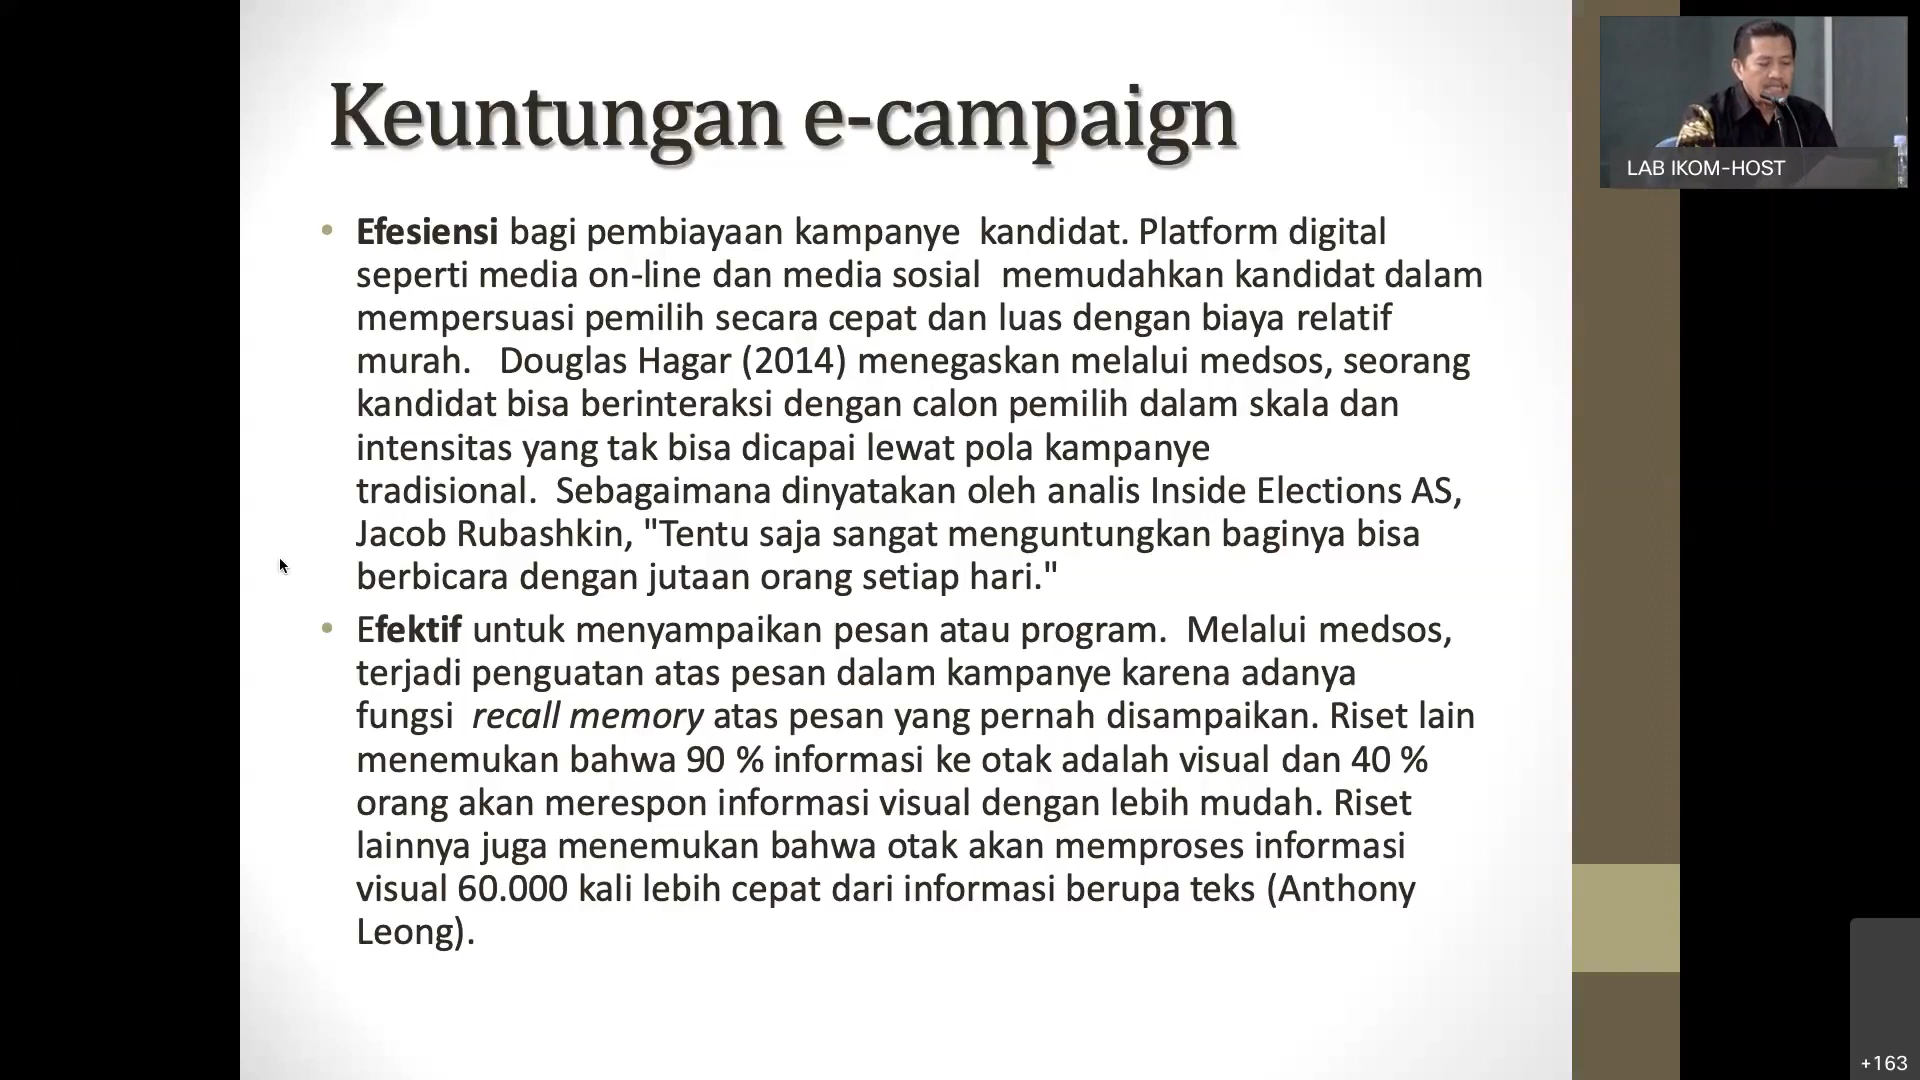 Keuntungan e-campaign
LAB IKOM-HOST
• Efesiensi bagi pembiayaan kampanye  kandidat. Platform digital
seperti media on-line dan media sosial  memudahkan kandidat dalam
mempersuasi pemilih secara cepat dan luas dengan biaya relatif
murah.   Douglas Hagar (2014) menegaskan melalui medsos, seorang
kandidat bisa berinteraksi dengan calon pemilih dalam skala dan
intensitas yang tak bisa dicapai lewat pola kampanye
tradisional.  Sebagaimana dinyatakan oleh analis Inside Elections AS,
Jacob Rubashkin, "Tentu saja sangat menguntungkan baginya bisa
berbicara dengan jutaan orang setiap hari."
• Efektif untuk menyampaikan pesan atau program.  Melalui medsos,
terjadi penguatan atas pesan dalam kampanye karena adanya
fungsi  recall memory atas pesan yang pernah disampaikan. Riset lain
menemukan bahwa 90 % informasi ke otak adalah visual dan 40 %
orang akan merespon informasi visual dengan lebih mudah. Riset
lainnya juga menemukan bahwa otak akan memproses informasi
visual 60.000 kali lebih cepat dari informasi berupa teks (Anthony
Leong).
+163